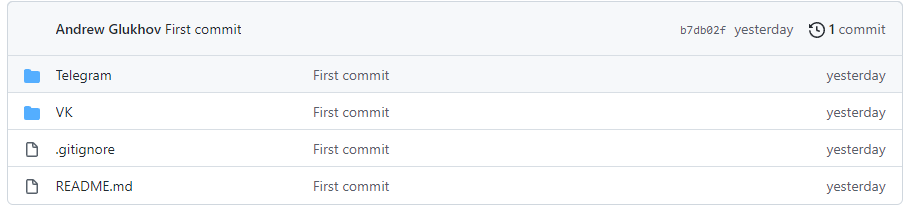 Andrew Glukhov First commit b7db02f yesterday 1 commit
Telegram First commit yesterday
VK First commit yesterday
.gitignore First commit yesterday
README.md First commit yesterday